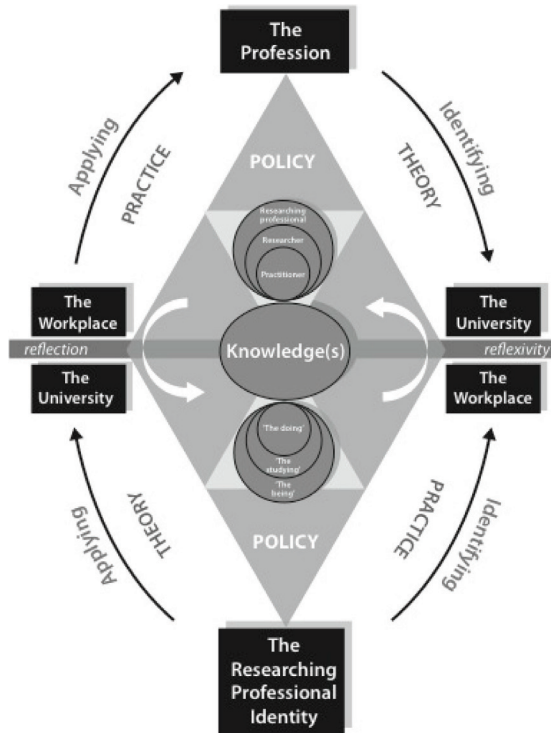 The
Profession
Applying
PRACTICE
Identifying
THEORY
POLICY
Researching
professional
Researcher
Practitioner
The
Workplace
The
University
reflection
Knowledge(s)
reflexivity
The
University
The
Workplace
'The doing'
'The
studying'
'The
being'
Applying
THEORY
PRACTICE
Identifying
POLICY
The
Researching
Professional
Identity